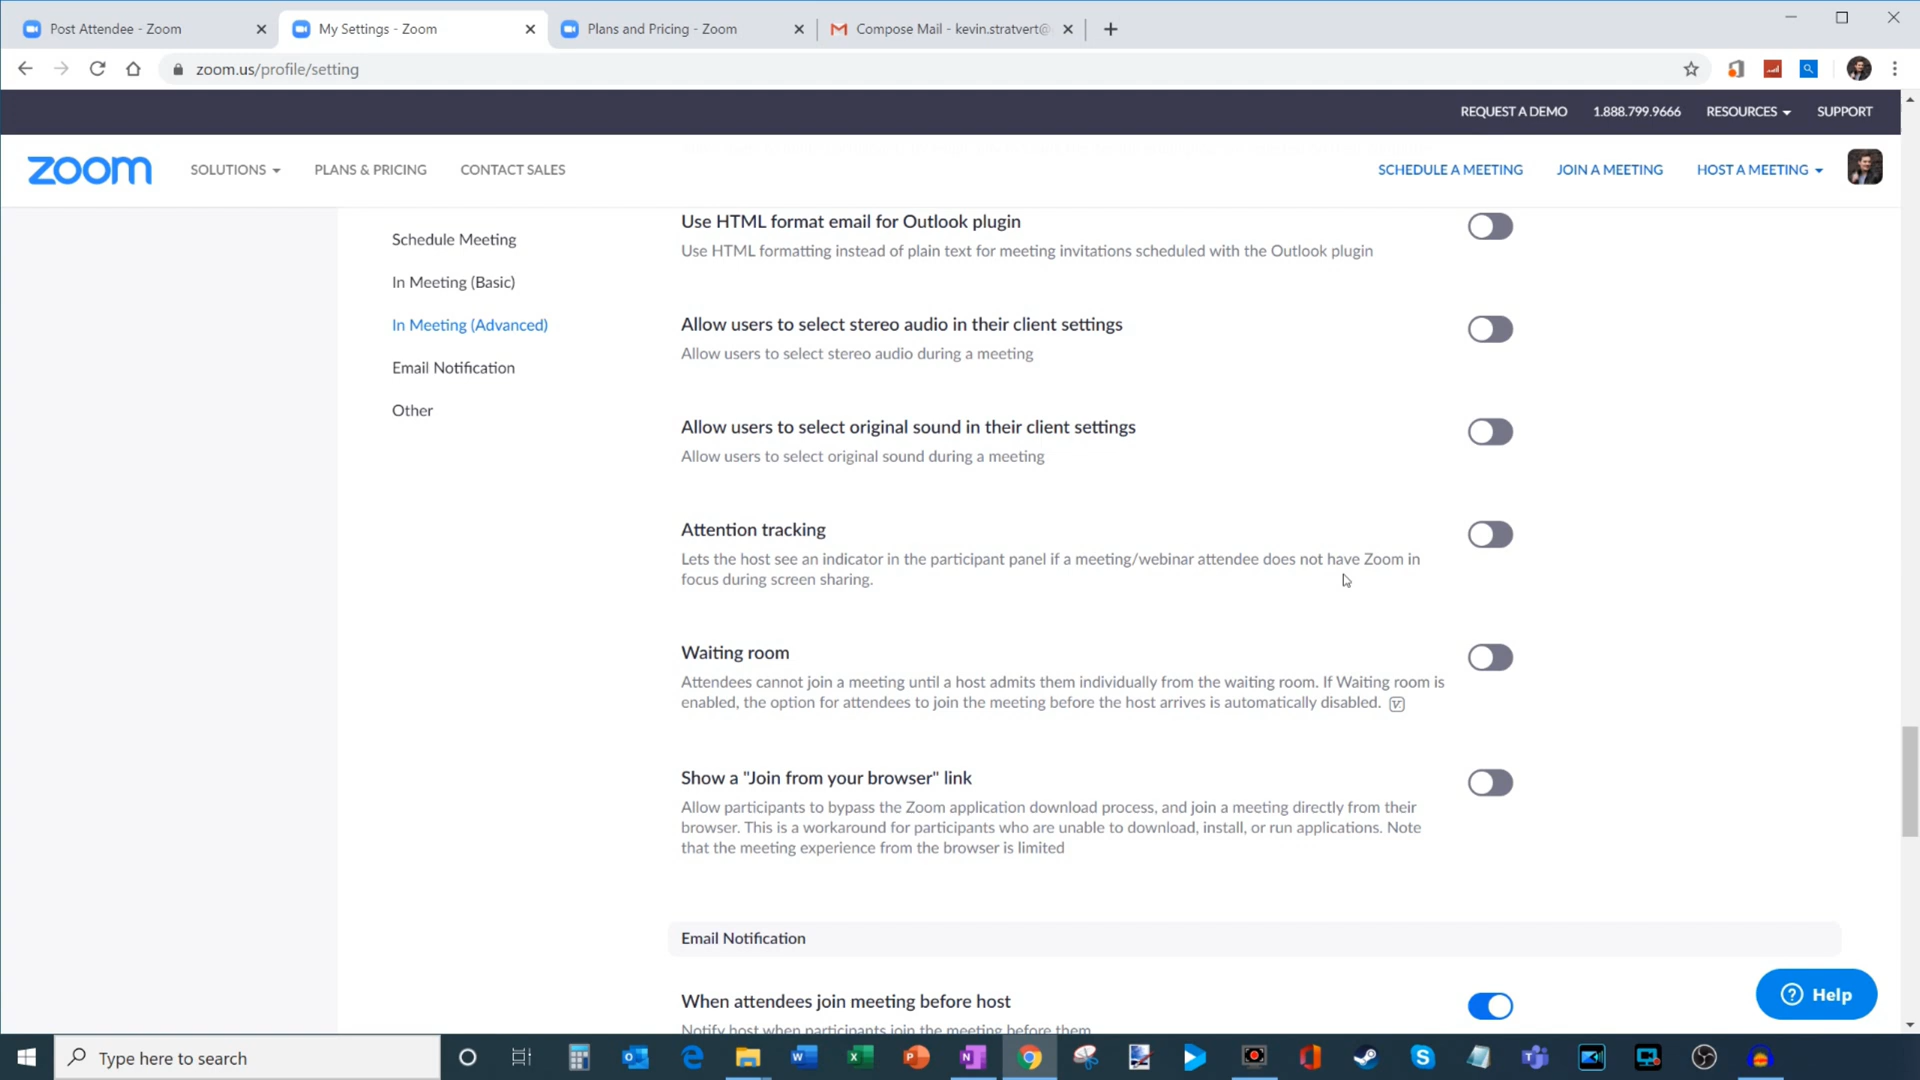 Post Attendee - Zoom
My Settings - Zoom
Plans and Pricing - Zoom
Compose Mail - kevin.stratvert@
zoom.us/profile/setting
REQUEST A DEMO
1.888.799.9666
RESOURCES
SUPPORT
zoom
SOLUTIONS
PLANS & PRICING
CONTACT SALES
SCHEDULE A MEETING
JOIN A MEETING
HOST A MEETING
Schedule Meeting
In Meeting (Basic)
In Meeting (Advanced)
Email Notification
Other
Use HTML format email for Outlook plugin
Use HTML formatting instead of plain text for meeting invitations scheduled with the Outlook plugin
Allow users to select stereo audio in their client settings
Allow users to select stereo audio during a meeting
Allow users to select original sound in their client settings
Allow users to select original sound during a meeting
Attention tracking
Lets the host see an indicator in the participant panel if a meeting/webinar attendee does not have Zoom in
focus during screen sharing.
Waiting room
Attendees cannot join a meeting until a host admits them individually from the waiting room. If Waiting room is
enabled, the option for attendees to join the meeting before the host arrives is automatically disabled.
Show a "Join from your browser" link
Allow participants to bypass the Zoom application download process, and join a meeting directly from their
browser. This is a workaround for participants who are unable to download, install, or run applications. Note
that the meeting experience from the browser is limited
Email Notification
When attendees join meeting before host
Notify host when participants join the meeting before them
Help
Type here to search